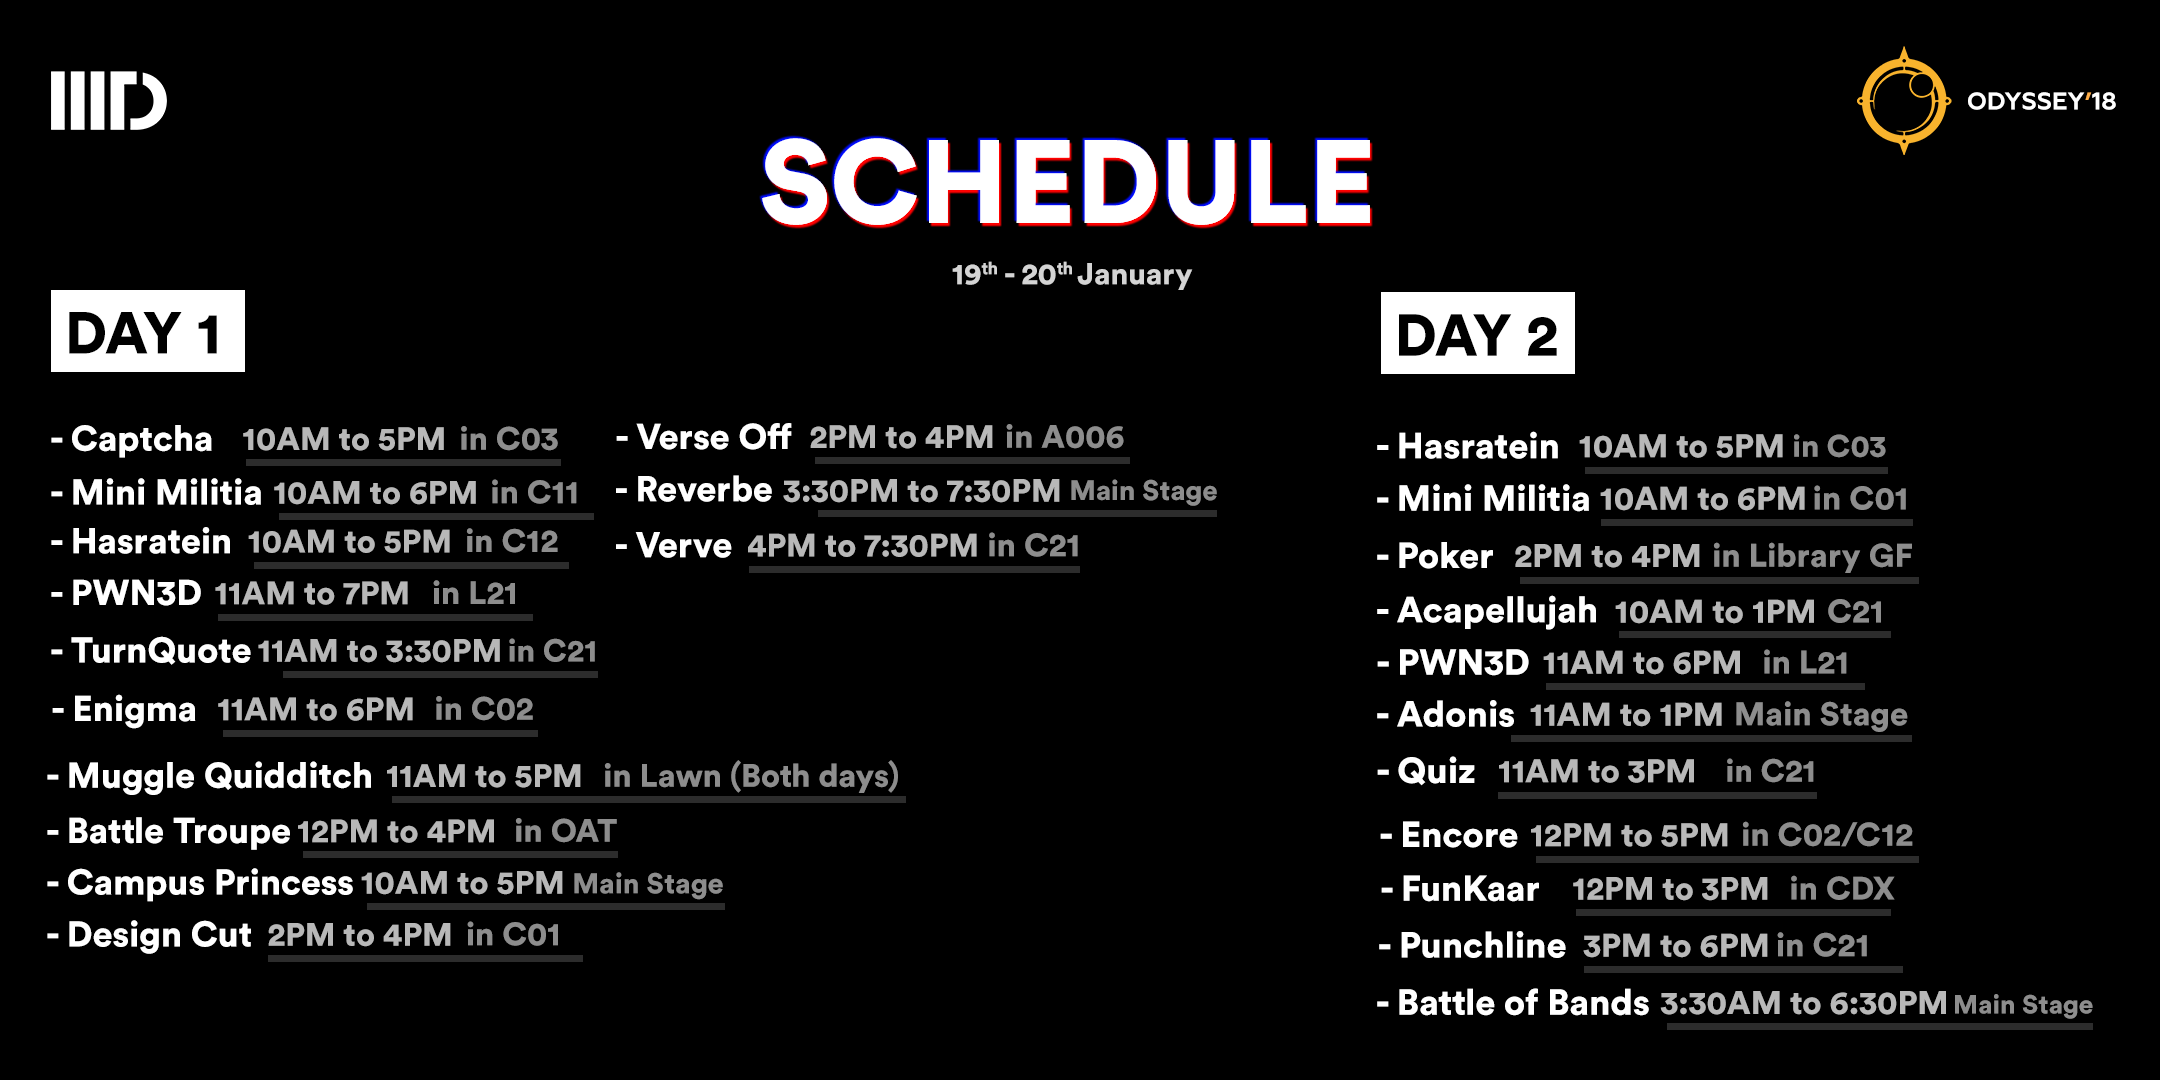 IIITD
ODYSSEY'18
SCHEDULE
19th - 20th January
DAY 1
- Captcha 10AM to 5PM in C03
- Mini Militia 10AM to 6PM in C11
- Hasratein 10AM to 5PM in C12
- PWN3D 11AM to 7PM in L21
- TurnQuote 11AM to 3:30PM in C21
- Enigma 11AM to 6PM in C02
- Muggle Quidditch 11AM to 5PM in Lawn (Both days)
- Battle Troupe 12PM to 4PM in OAT
- Campus Princess 10AM to 5PM Main Stage
- Design Cut 2PM to 4PM in C01
- Verse Off 2PM to 4PM in A006
- Reverbe 3:30PM to 7:30PM Main Stage
- Verve 4PM to 7:30PM in C21
DAY 2
- Hasratein 10AM to 5PM in C03
- Mini Militia 10AM to 6PM in C01
- Poker 2PM to 4PM in Library GF
- Acapellujah 10AM to 1PM C21
- PWN3D 11AM to 6PM in L21
- Adonis 11AM to 1PM Main Stage
- Quiz 11AM to 3PM in C21
- Encore 12PM to 5PM in C02/C12
- FunKaar 12PM to 3PM in CDX
- Punchline 3PM to 6PM in C21
- Battle of Bands 3:30AM to 6:30PM Main Stage